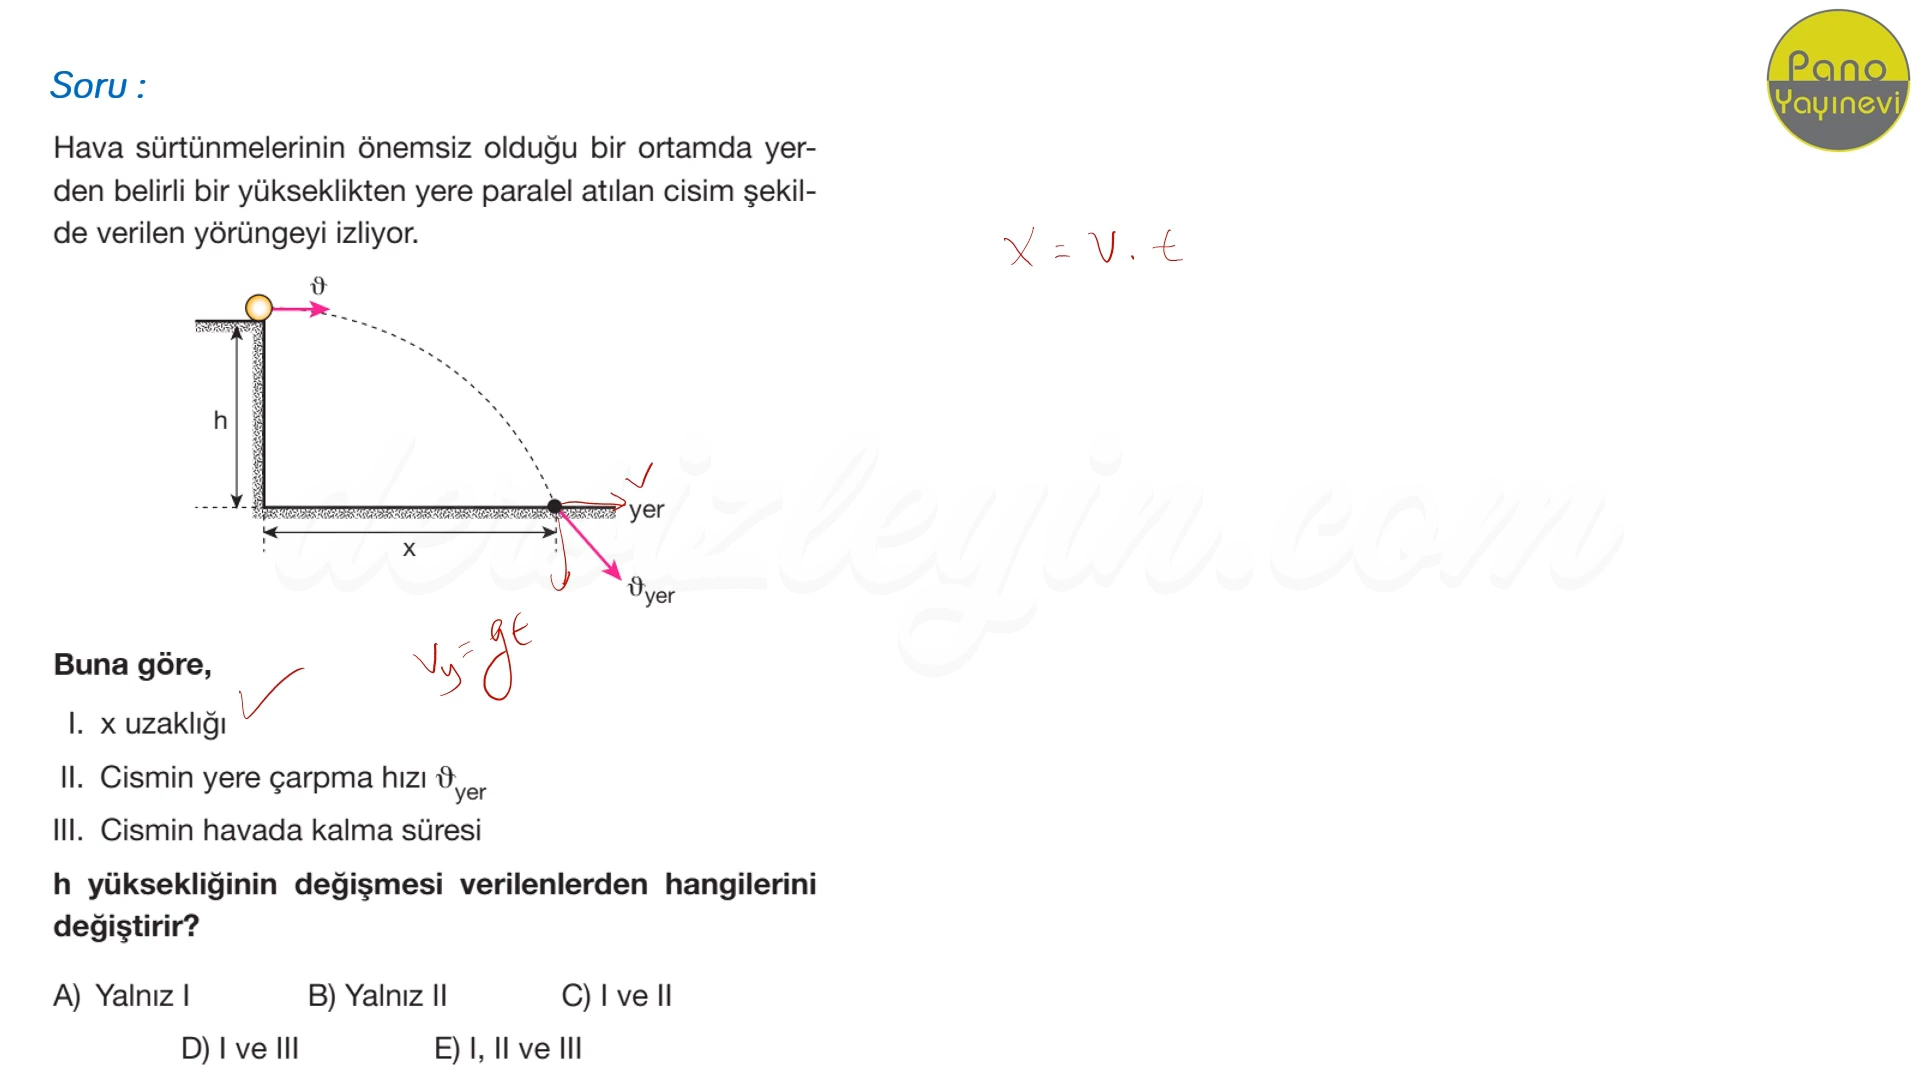 Pano
Yayınevi
Soru :
Hava sürtünmelerinin önemsiz olduğu bir ortamda yer-
den belirli bir yükseklikten yere paralel atılan cisim şekil-
de verilen yörüngeyi izliyor.
x = v . t
ϑ
h
v
yer
x
ϑyer
vy = gt
Buna göre,
I. x uzaklığı
II. Cismin yere çarpma hızı ϑyer
III. Cismin havada kalma süresi
h yüksekliğinin değişmesi verilenlerden hangilerini
değiştirir?
A) Yalnız I B) Yalnız II C) I ve II
D) I ve III E) I, II ve III
dersizleyin.com